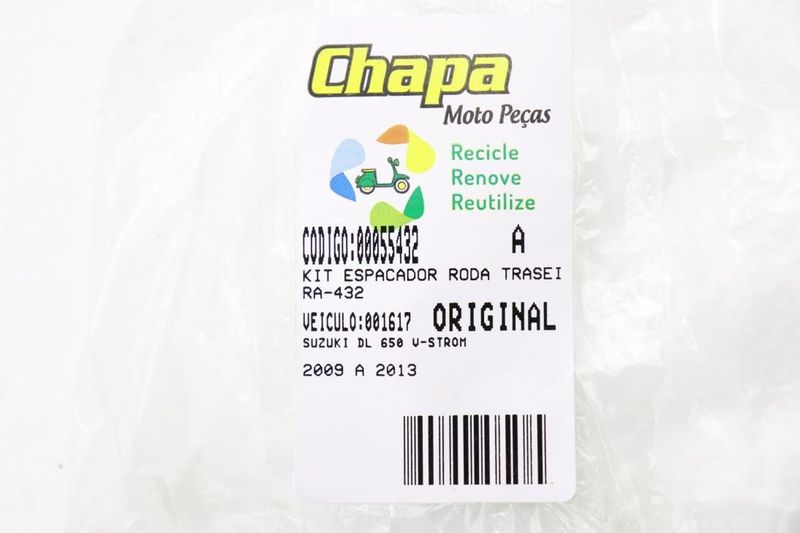 Chapa
Moto Peças
Recicle
Renove
Reutilize
CODIGO:00055432 A
KIT ESPACADOR RODA TRASEI
RA-432
VEICULO:001617 ORIGINAL
SUZUKI DL 650 V-STROM
2009 A 2013